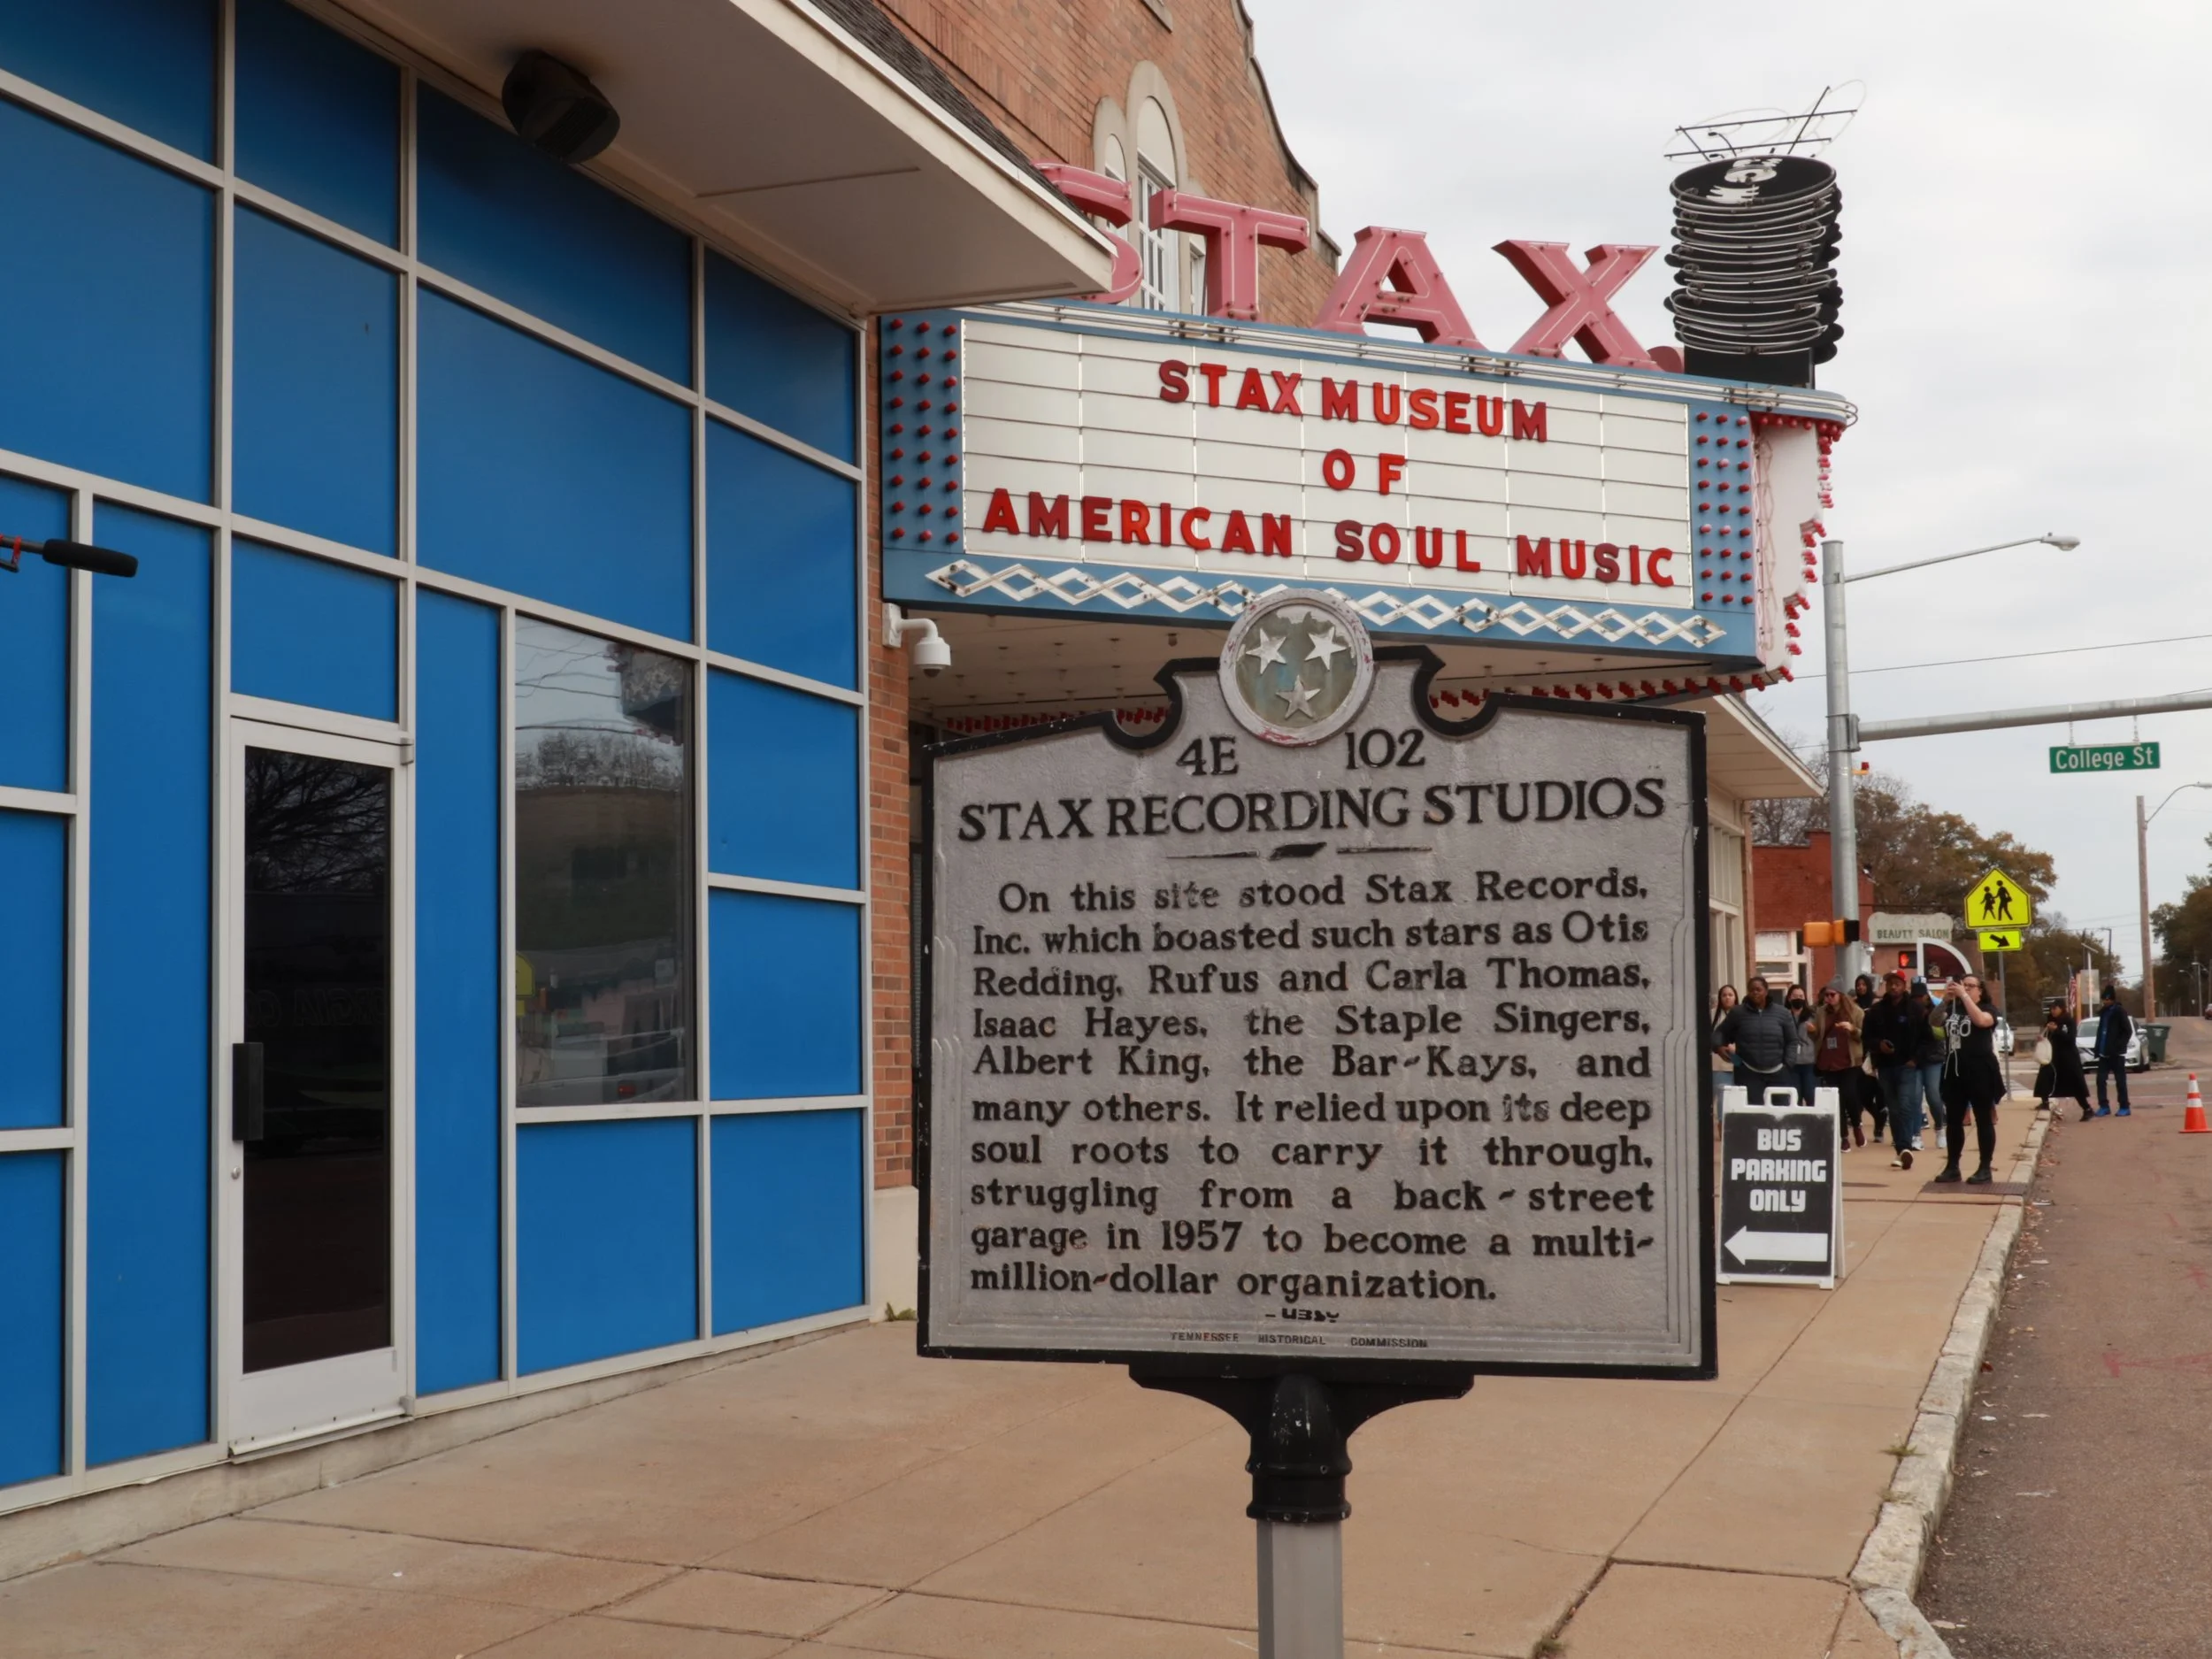 STAX
STAX MUSEUM
OF
AMERICAN SOUL MUSIC
College St
BEAUTY SALON
4E 102
STAX RECORDING STUDIOS
On this site stood Stax Records,
Inc. which boasted such stars as Otis
Redding, Rufus and Carla Thomas,
Isaac Hayes, the Staple Singers,
Albert King, the Bar-Kays, and
many others. It relied upon its deep
soul roots to carry it through,
struggling from a back-street
garage in 1957 to become a multi-
million-dollar organization.
TENNESSEE HISTORICAL COMMISSION
BUS
PARKING
ONLY